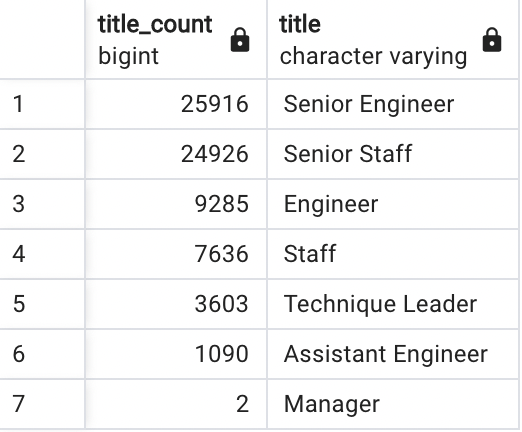 title_count title
bigint character varying
1 25916 Senior Engineer
2 24926 Senior Staff
3 9285 Engineer
4 7636 Staff
5 3603 Technique Leader
6 1090 Assistant Engineer
7 2 Manager